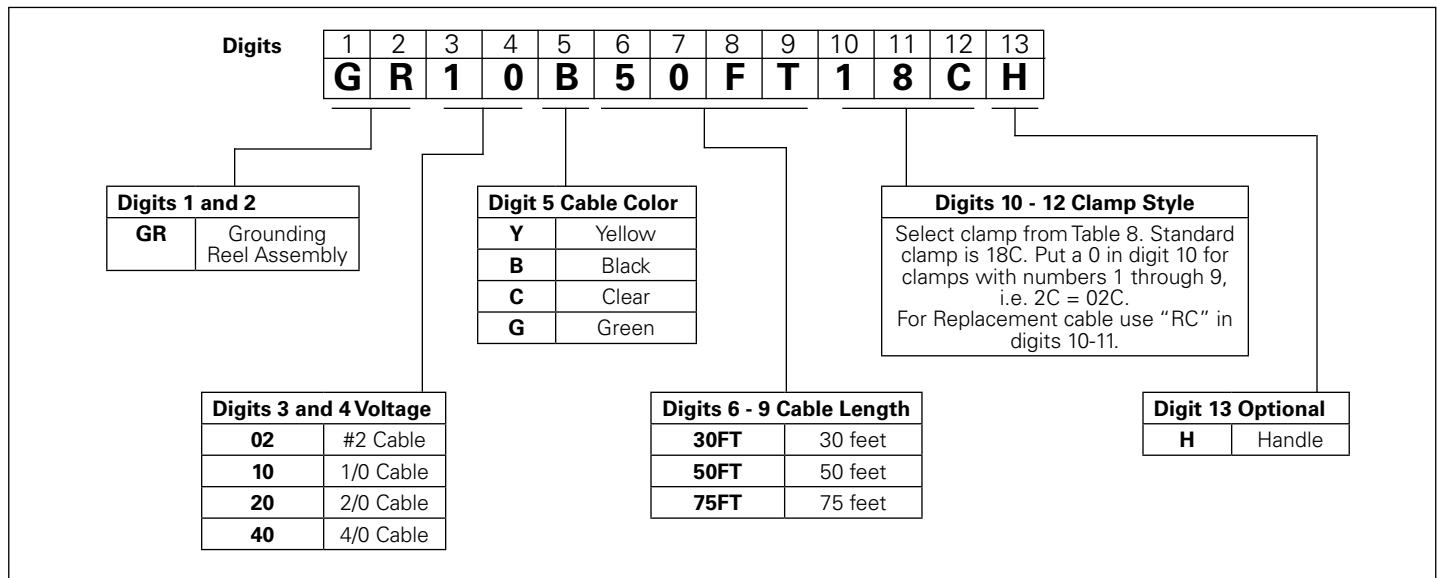 Digits 1 2 3 4 5 6 7 8 9 10 11 12 13
G R 1 0 B 5 0 F T 1 8 C H
Digits 1 and 2
GR Grounding
Reel Assembly
Digit 5 Cable Color
Y Yellow
B Black
C Clear
G Green
Digits 10 - 12 Clamp Style
Select clamp from Table 8. Standard
clamp is 18C. Put a 0 in digit 10 for
clamps with numbers 1 through 9,
i.e. 2C = 02C.
For Replacement cable use “RC” in
digits 10-11.
Digits 3 and 4 Voltage
02 #2 Cable
10 1/0 Cable
20 2/0 Cable
40 4/0 Cable
Digits 6 - 9 Cable Length
30FT 30 feet
50FT 50 feet
75FT 75 feet
Digit 13 Optional
H Handle